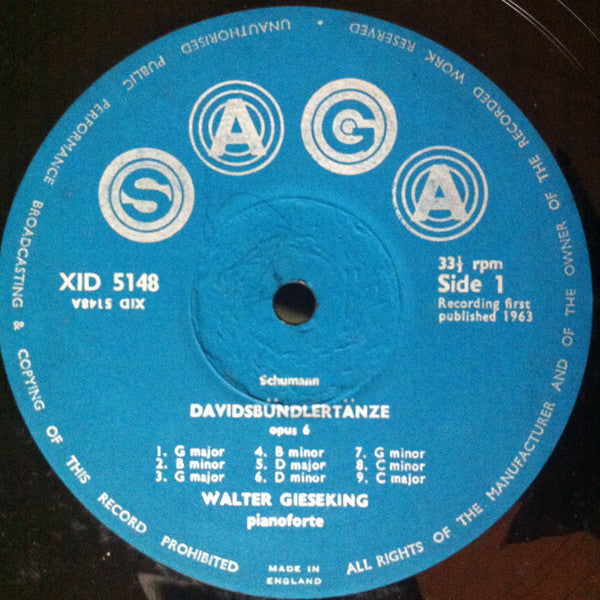 SAGA
XID 5148
XID 5148A
33⅓ rpm
Side 1
Recording first
published 1963
Schumann
DAVIDSBÜNDLERTÄNZE
opus 6
1. G major 4. B minor 7. G minor
2. B minor 5. D major 8. C minor
3. G major 6. D minor 9. C major
WALTER GIESEKING
pianoforte
MADE IN
ENGLAND
ALL RIGHTS OF THE MANUFACTURER AND OF THE OWNER OF THE RECORDED WORK RESERVED • UNAUTHORISED PUBLIC PERFORMANCE BROADCASTING & COPYING OF THIS RECORD PROHIBITED